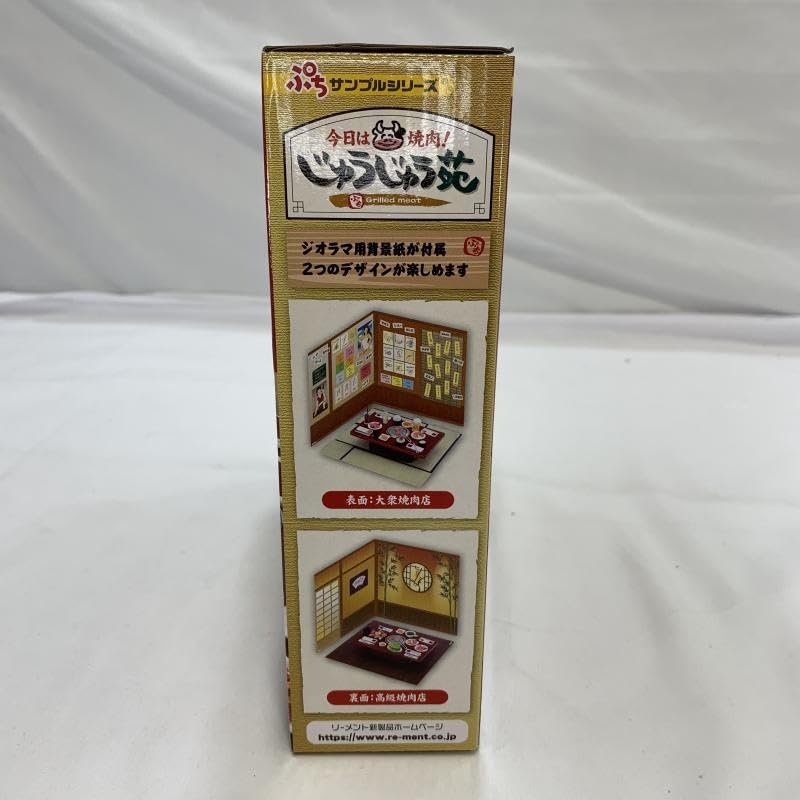 ぷちサンプルシリーズ
今日は焼肉!
じゅうじゅう苑
Grilled meat
ジオラマ用背景紙が付属
2つのデザインが楽しめます
表面:大衆焼肉店
裏面:高級焼肉店
リーメント新製品ホームページ
https://www.re-ment.co.jp